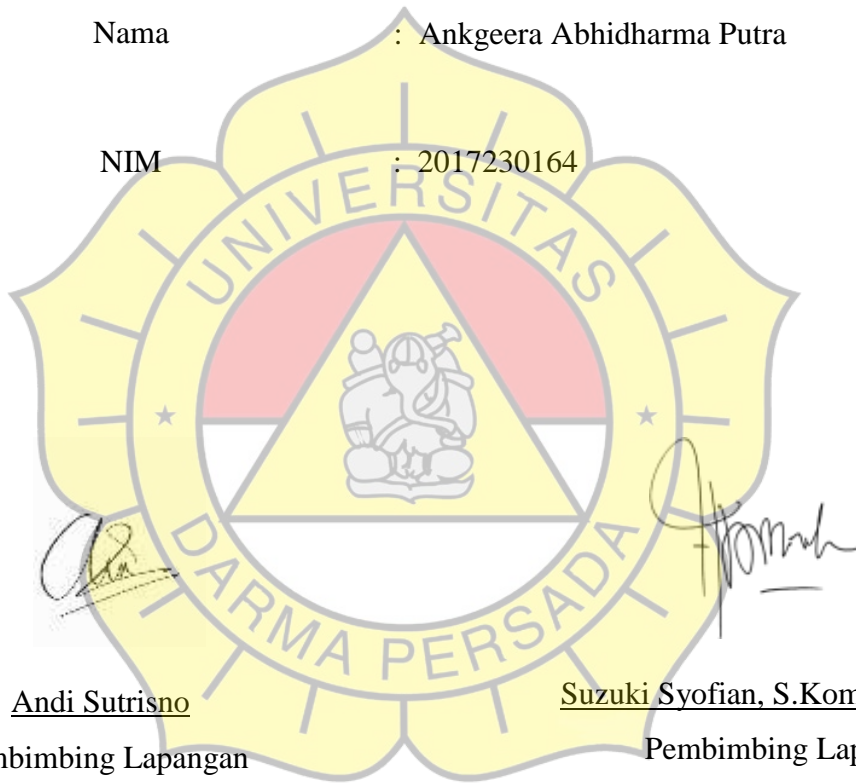 Nama : Ankgeera Abhidharma Putra
NIM : 2017230164
UNIVERSITAS
DARMA PERSADA
Andi Sutrisno
Suzuki Syofian, S.Kom
mbimbing Lapangan
Pembimbing Lap